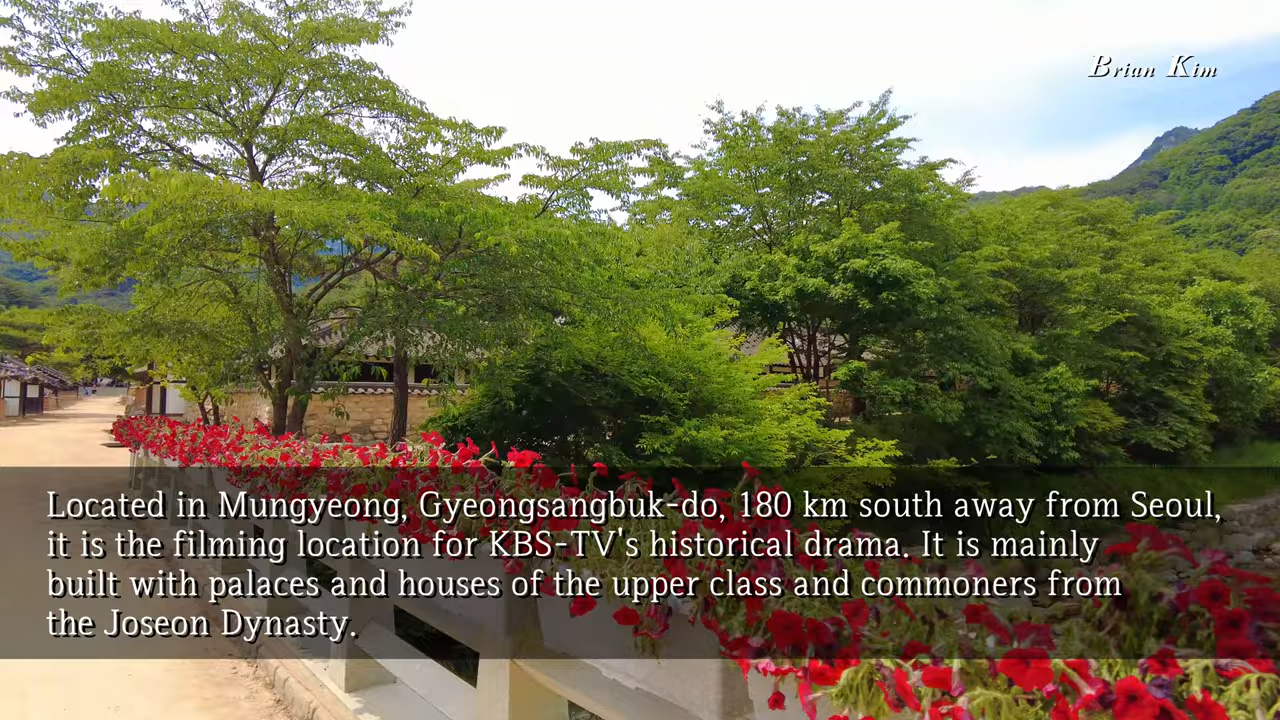 Brian Kim
Located in Mungyeong, Gyeongsangbuk-do, 180 km south away from Seoul,
it is the filming location for KBS-TV's historical drama. It is mainly
built with palaces and houses of the upper class and commoners from
the Joseon Dynasty.